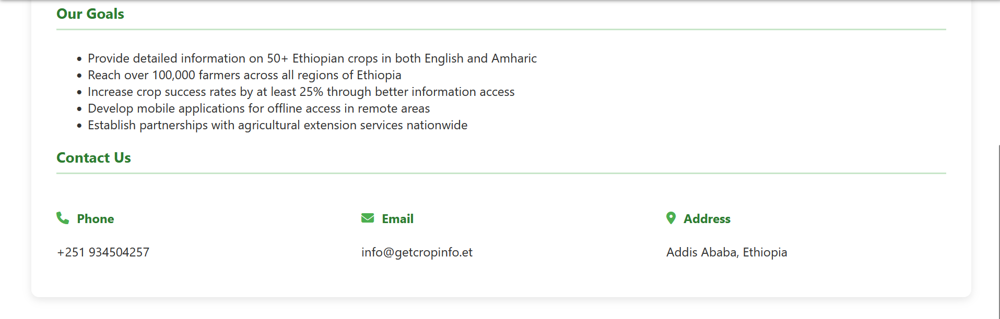 Our Goals
Provide detailed information on 50+ Ethiopian crops in both English and Amharic
Reach over 100,000 farmers across all regions of Ethiopia
Increase crop success rates by at least 25% through better information access
Develop mobile applications for offline access in remote areas
Establish partnerships with agricultural extension services nationwide
Contact Us
Phone
+251 934504257
Email
info@getcropinfo.et
Address
Addis Ababa, Ethiopia